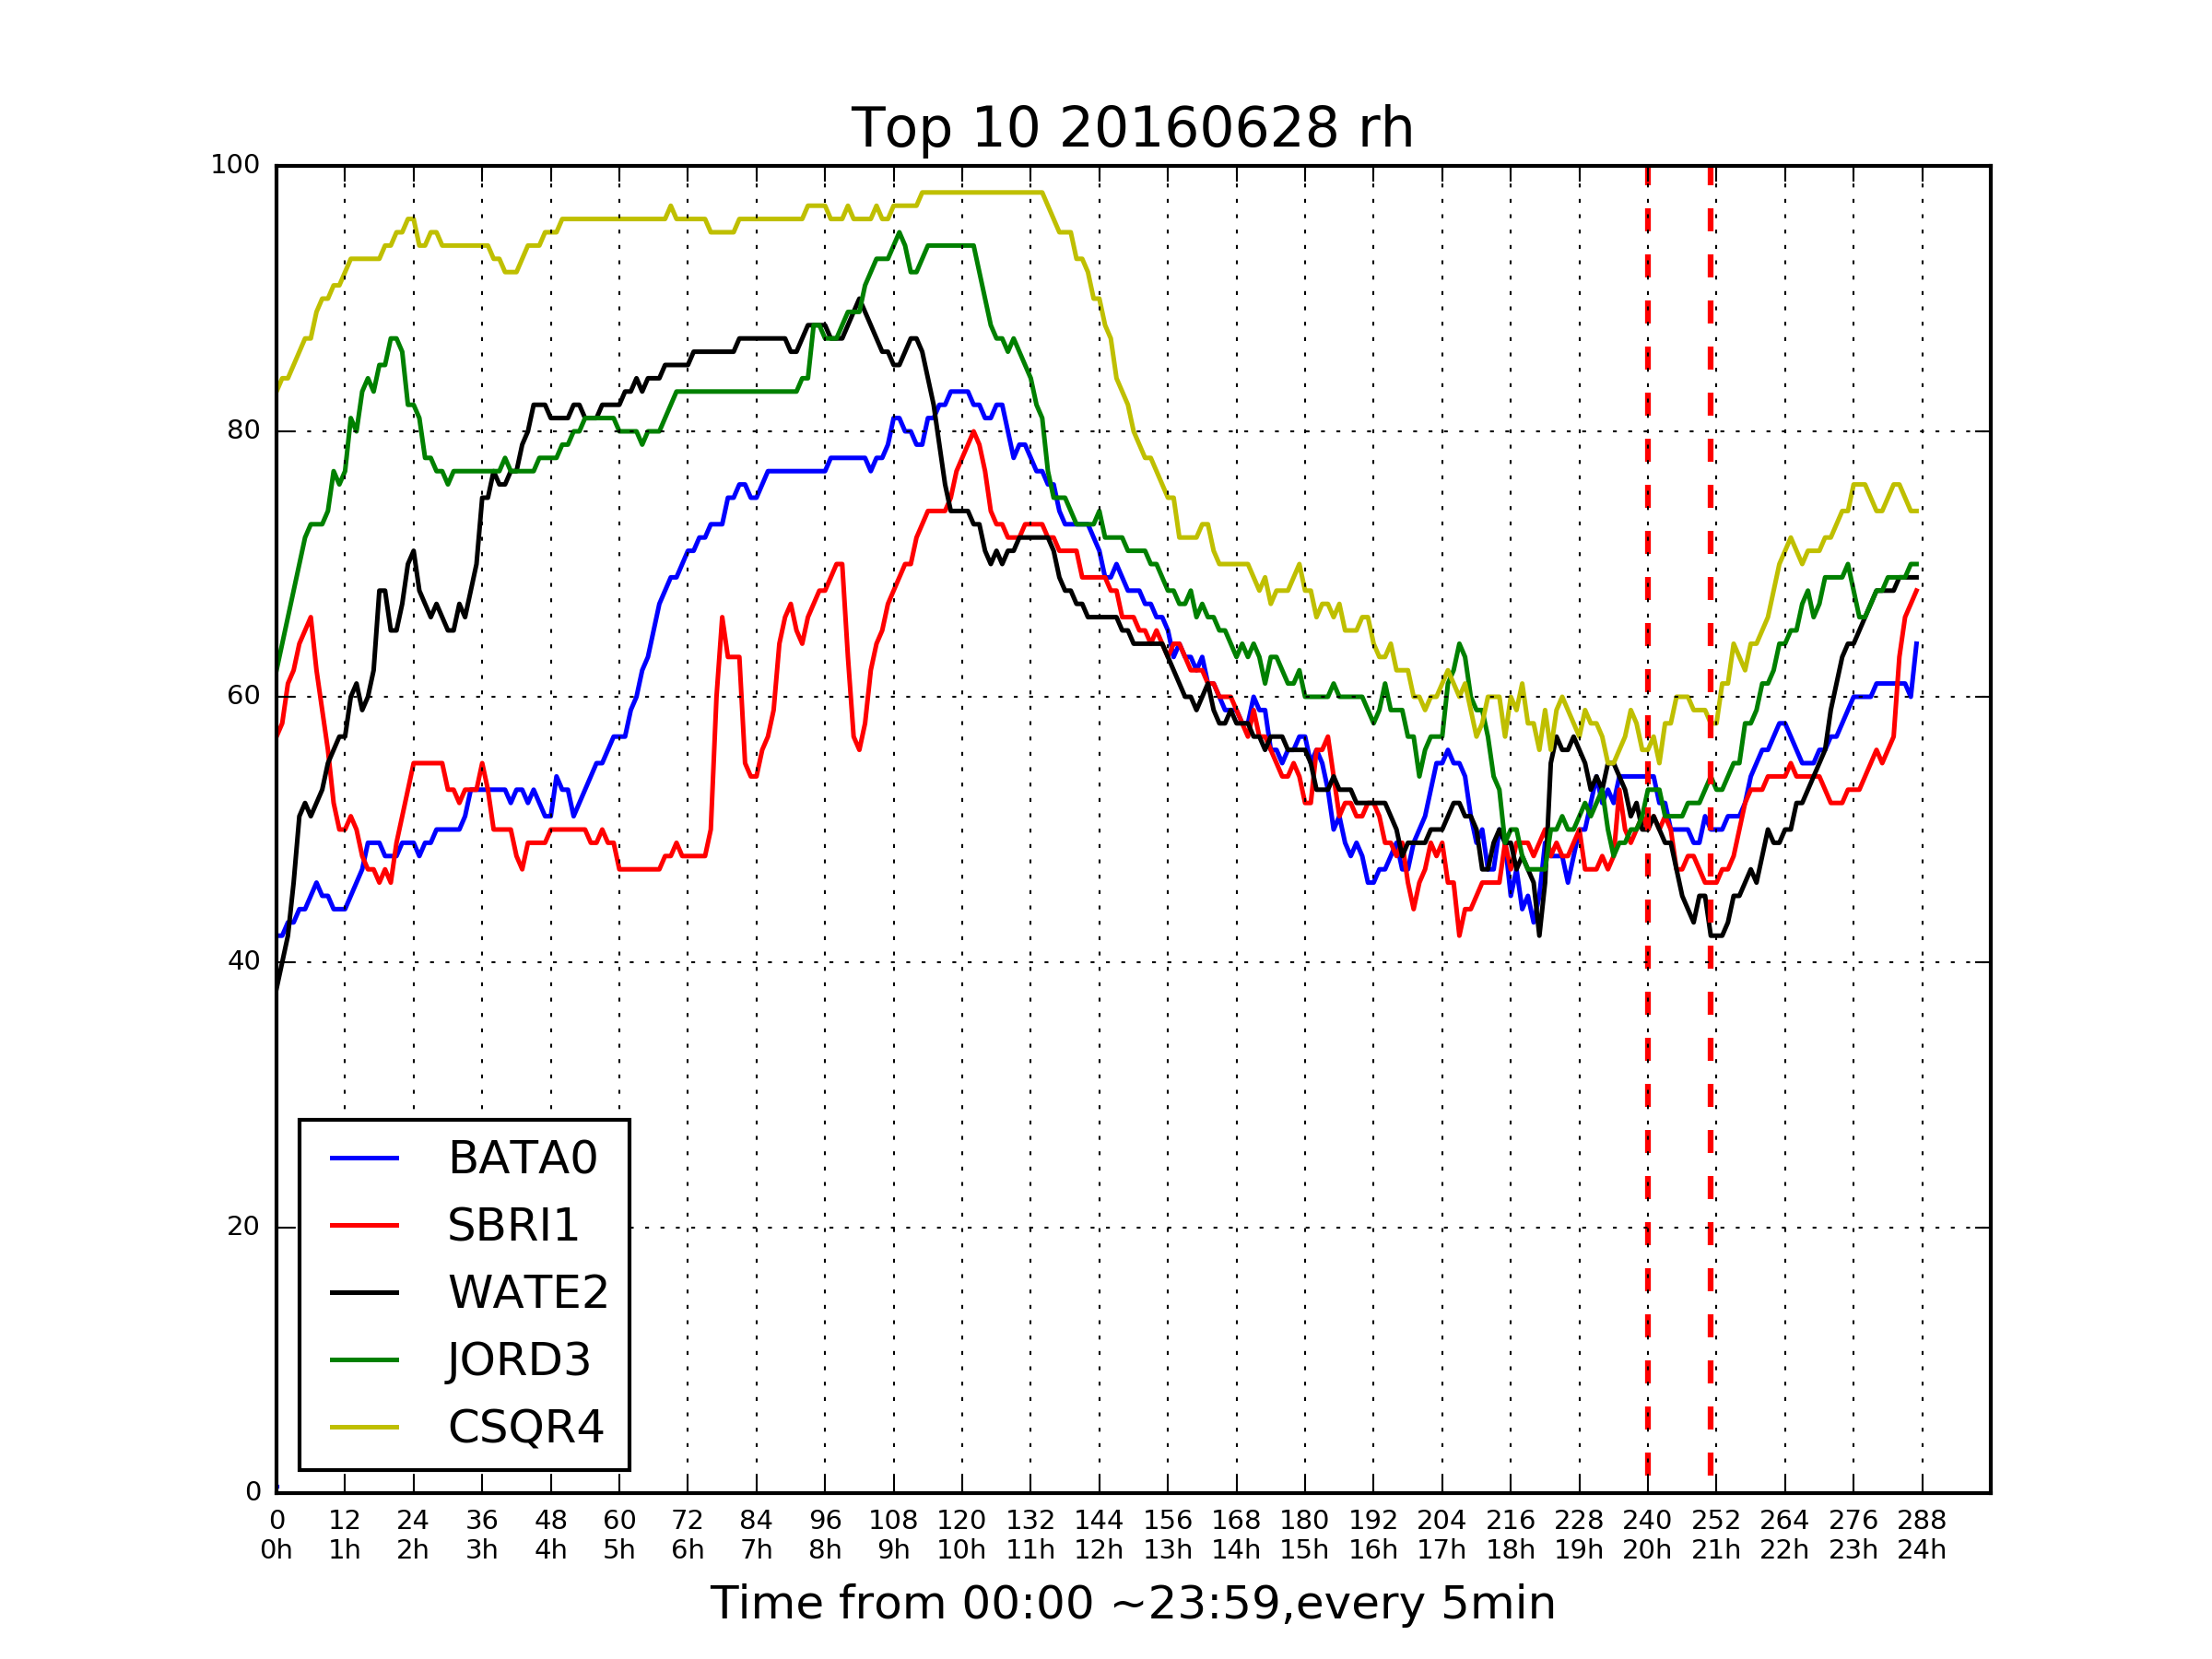 Top 10 20160628 rh
100
80
60
40
20
0
BATA0
SBRI1
WATE2
JORD3
CSQR4
0 12 24 36 48 60 72 84 96 108 120 132 144 156 168 180 192 204 216 228 240 252 264 276 288
0h 1h 2h 3h 4h 5h 6h 7h 8h 9h 10h 11h 12h 13h 14h 15h 16h 17h 18h 19h 20h 21h 22h 23h 24h
Time from 00:00 ~23:59,every 5min